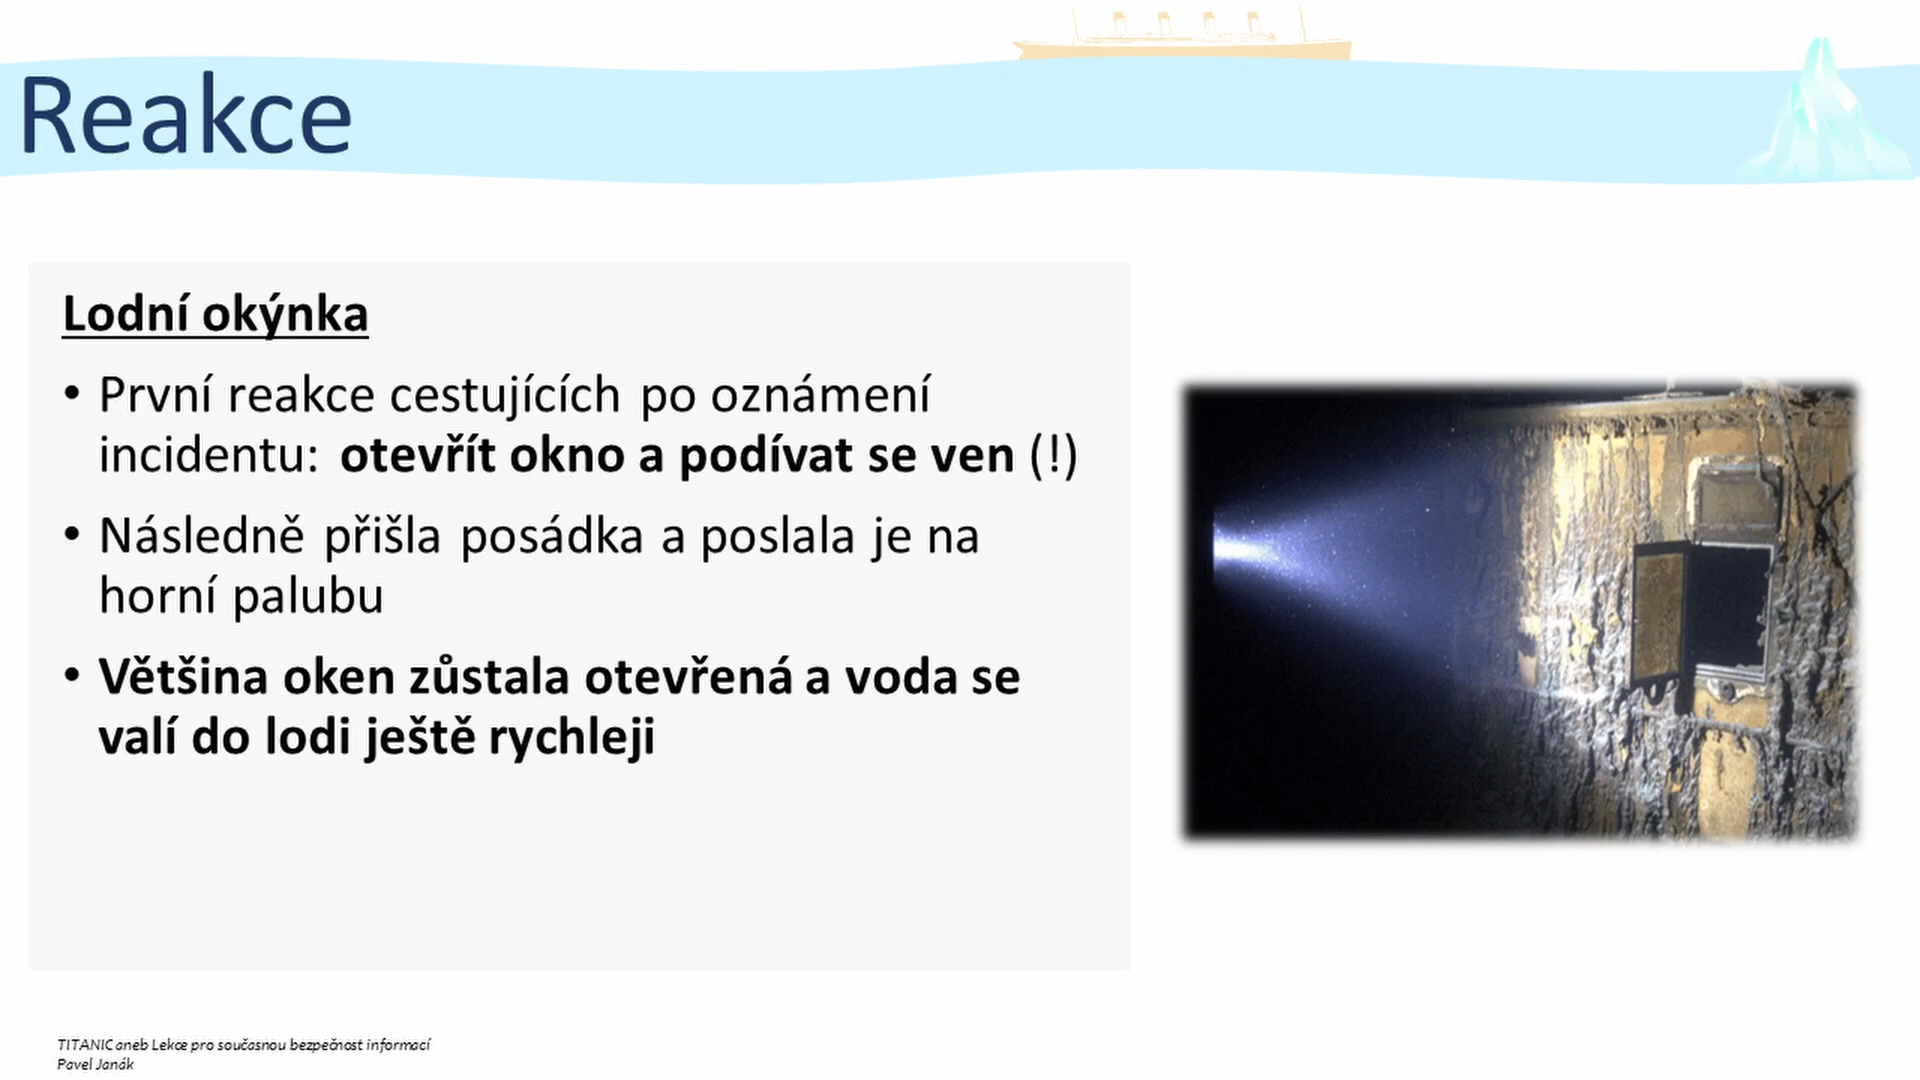 Reakce
Lodní okýnka
• První reakce cestujících po oznámení
incidentu: otevřít okno a podívat se ven (!)
• Následně přišla posádka a poslala je na
horní palubu
• Většina oken zůstala otevřená a voda se
valí do lodi ještě rychleji
TITANIC aneb Lekce pro současnou bezpečnost informací
Pavel Janák